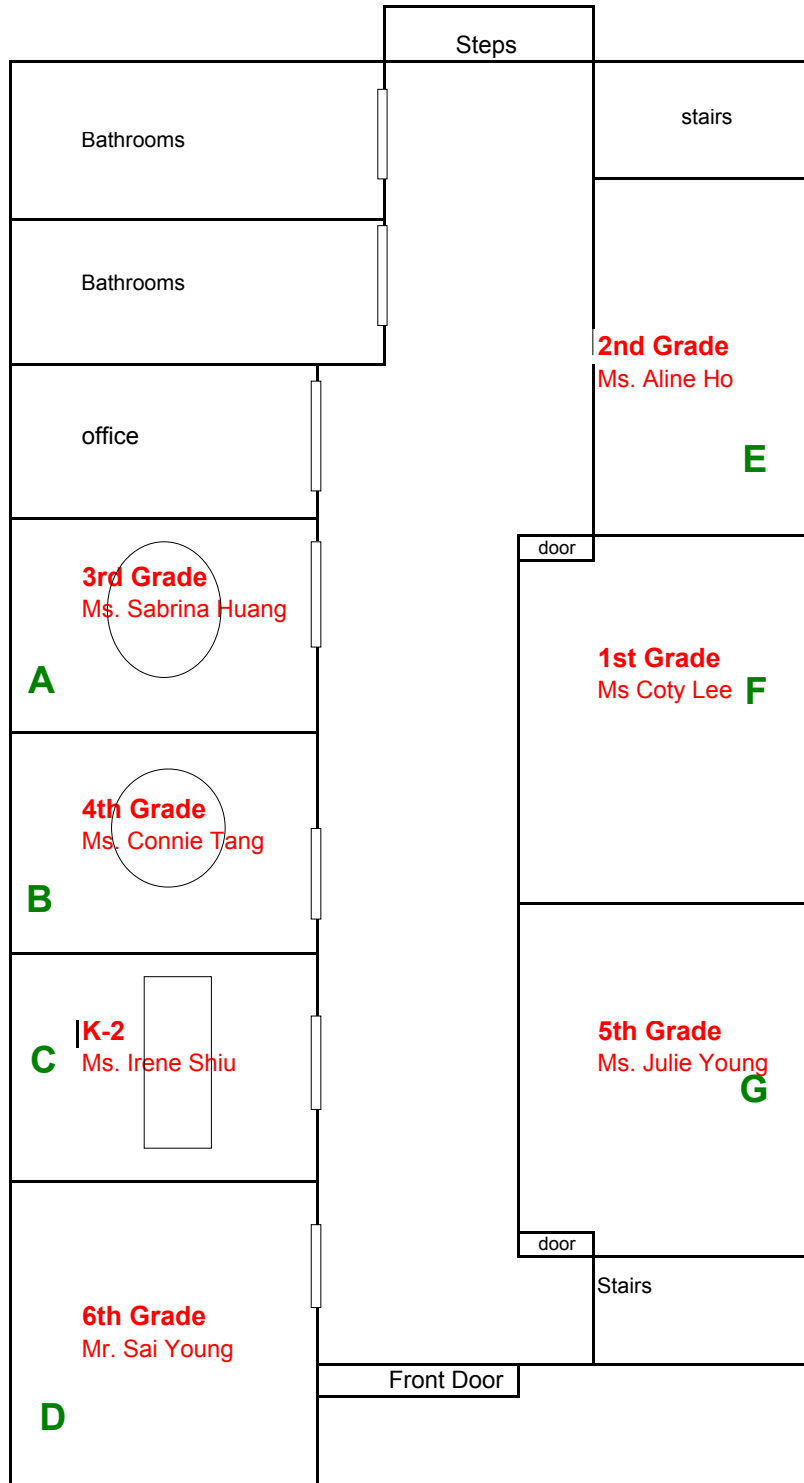 Steps
stairs
Bathrooms
Bathrooms
2nd Grade
Ms. Aline Ho
E
office
door
3rd Grade
Ms. Sabrina Huang
A
1st Grade
Ms Coty Lee
F
4th Grade
Ms. Connie Tang
B
K-2
Ms. Irene Shiu
C
5th Grade
Ms. Julie Young
G
door
Stairs
6th Grade
Mr. Sai Young
Front Door
D